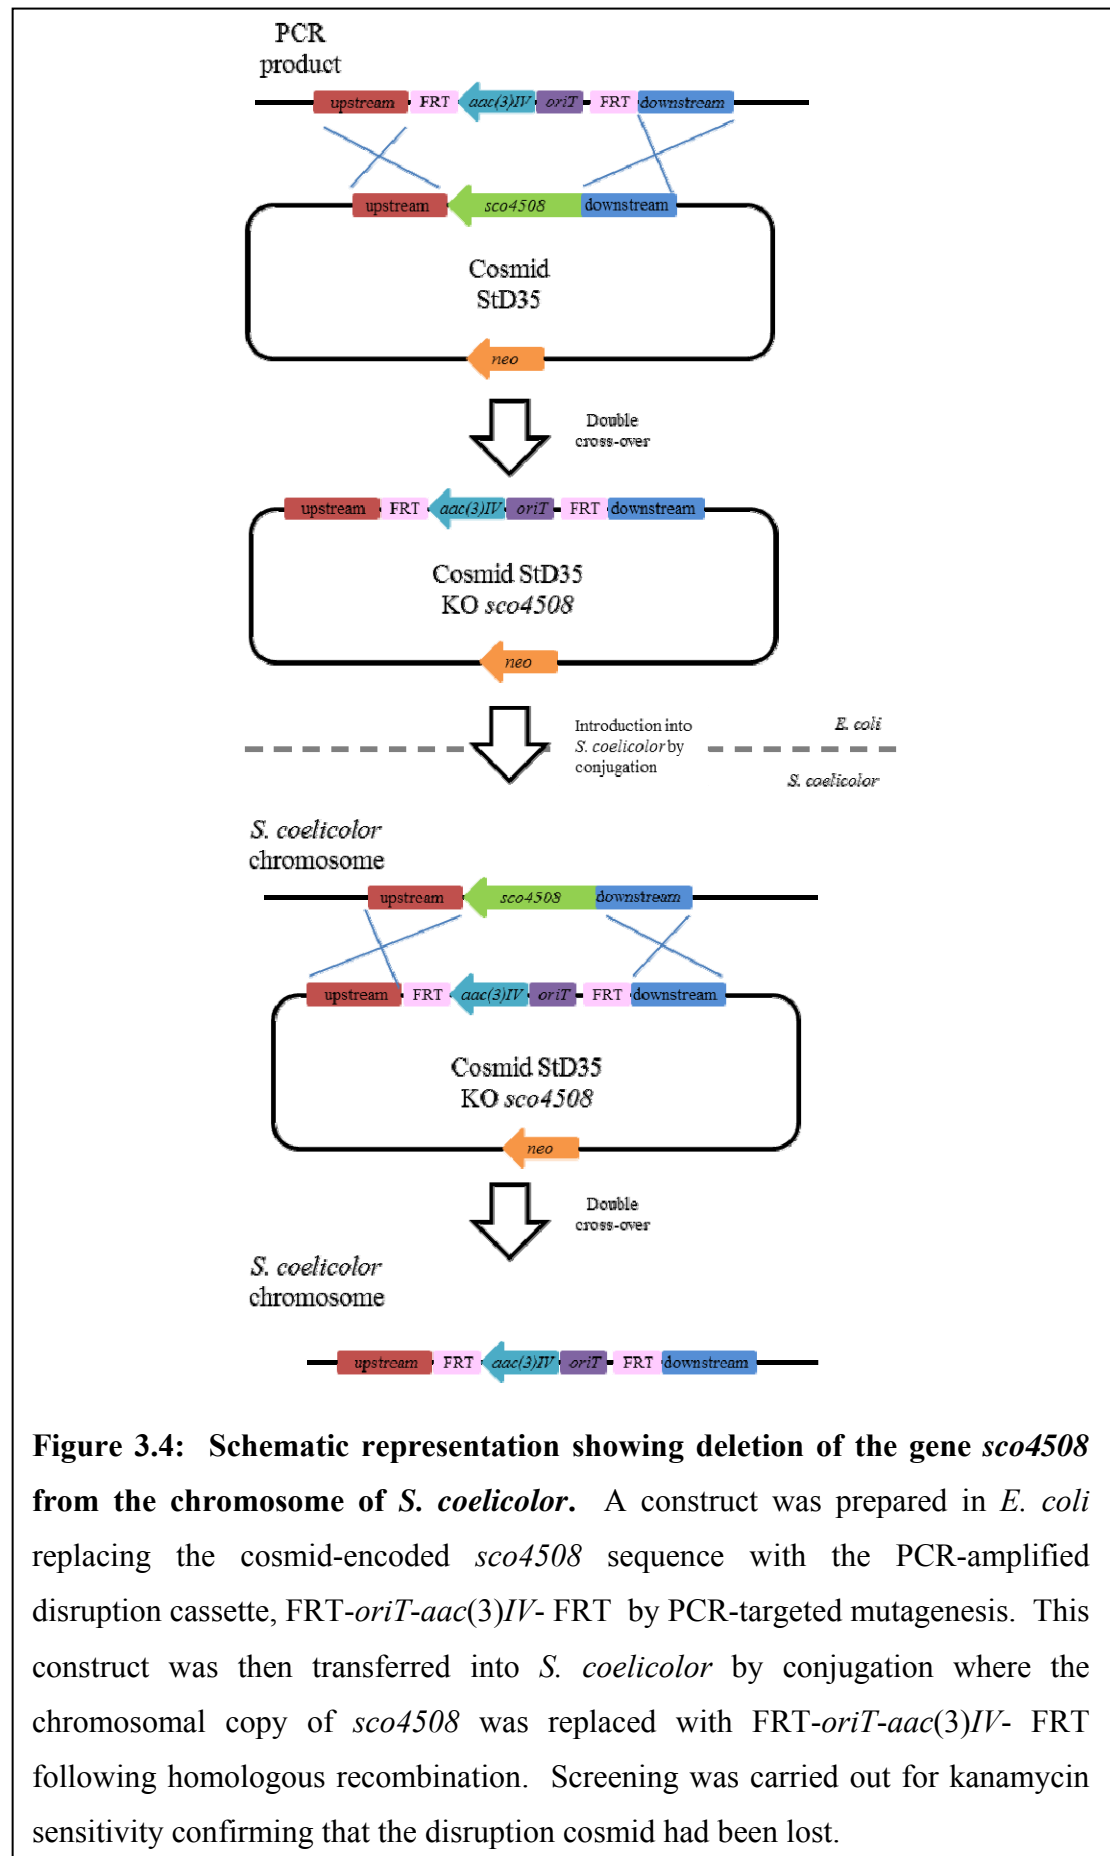 PCR
product
upstream FRT aac(3)IV oriT FRT downstream
upstream sco4508 downstream
Cosmid
StD35
neo
Double
cross-over
upstream FRT aac(3)IV oriT FRT downstream
Cosmid StD35
KO sco4508
neo
Introduction into
S. coelicolor by
conjugation
E. coli
S. coelicolor
S. coelicolor
chromosome
upstream sco4508 downstream
upstream FRT aac(3)IV oriT FRT downstream
Cosmid StD35
KO sco4508
neo
Double
cross-over
S. coelicolor
chromosome
upstream FRT aac(3)IV oriT FRT downstream
Figure 3.4: Schematic representation showing deletion of the gene sco4508
from the chromosome of S. coelicolor. A construct was prepared in E. coli
replacing the cosmid-encoded sco4508 sequence with the PCR-amplified
disruption cassette, FRT-oriT-aac(3)IV- FRT by PCR-targeted mutagenesis. This
construct was then transferred into S. coelicolor by conjugation where the
chromosomal copy of sco4508 was replaced with FRT-oriT-aac(3)IV- FRT
following homologous recombination. Screening was carried out for kanamycin
sensitivity confirming that the disruption cosmid had been lost.